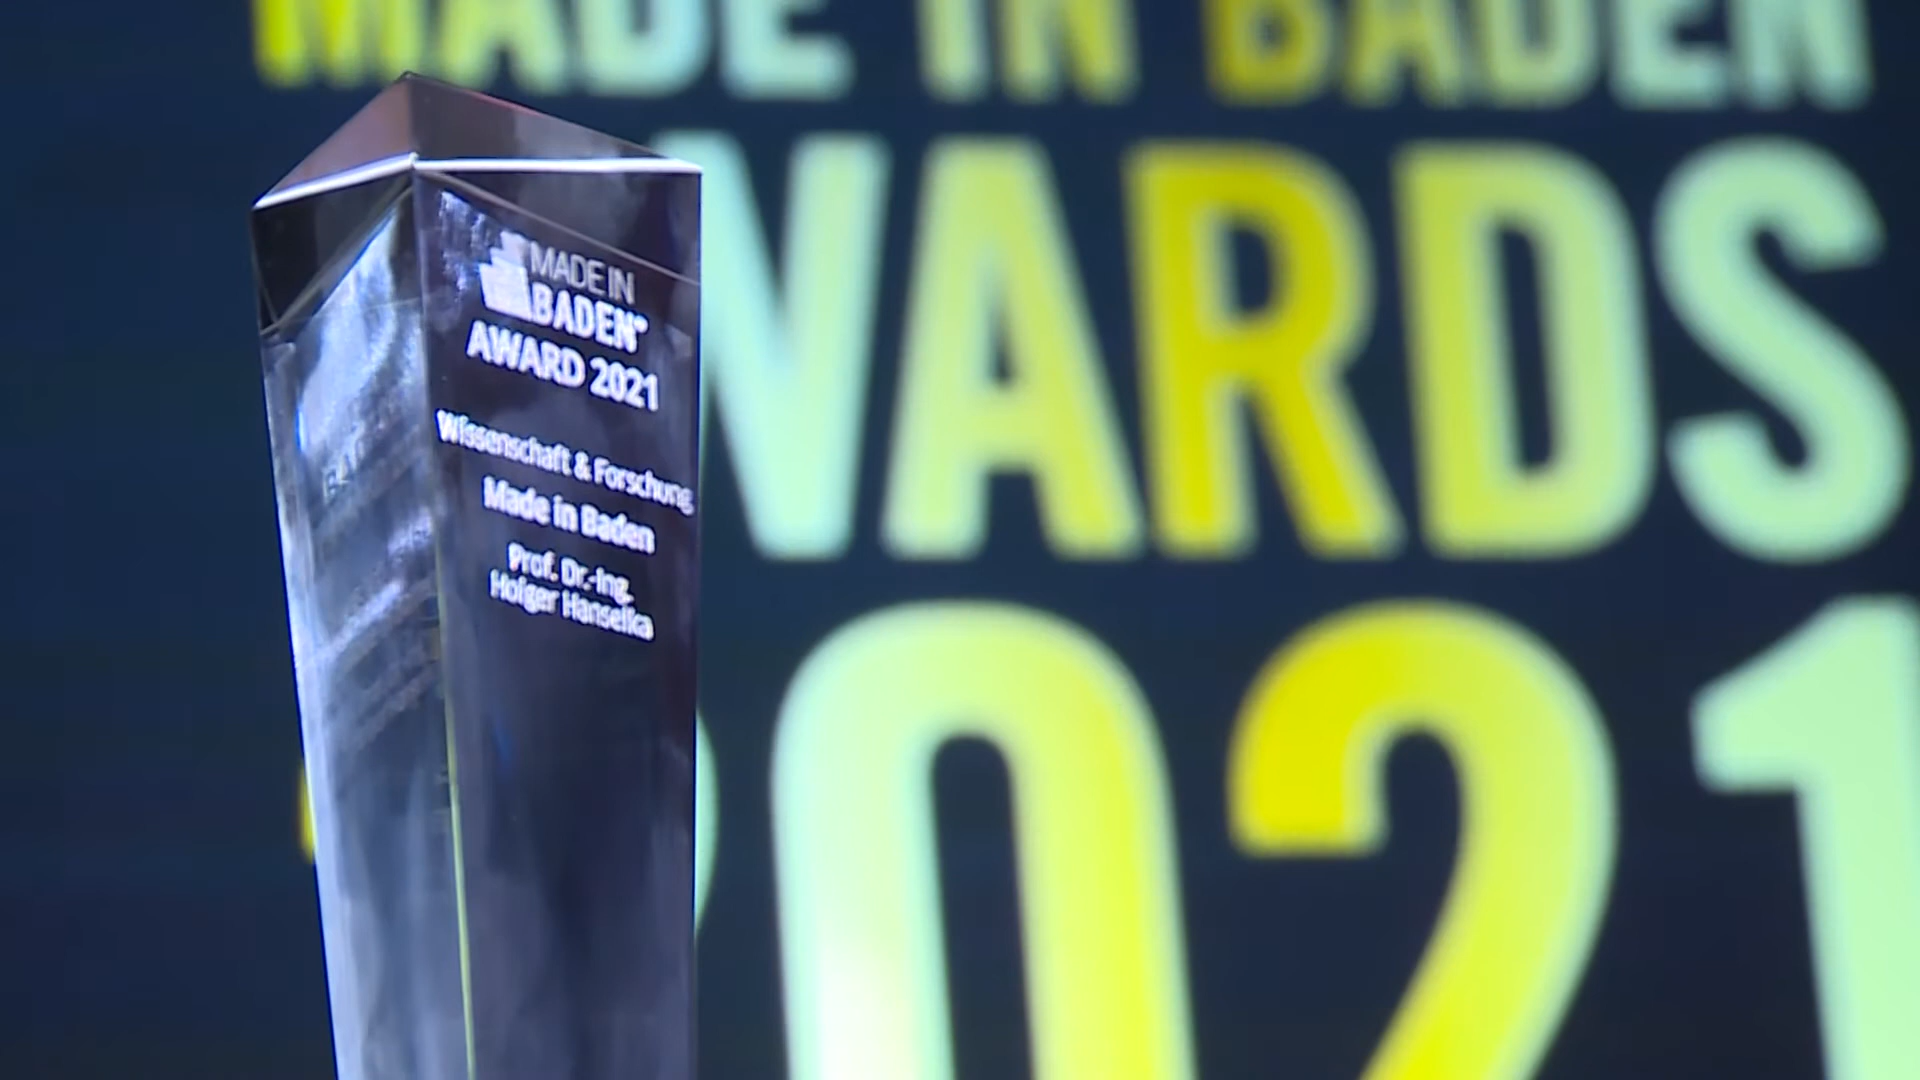 MADE IN BADEN
WARDS
2021
MADE IN
BADEN®
AWARD 2021
Wissenschaft & Forschung
Made in Baden
Prof. Dr.-Ing.
Holger Hanselka